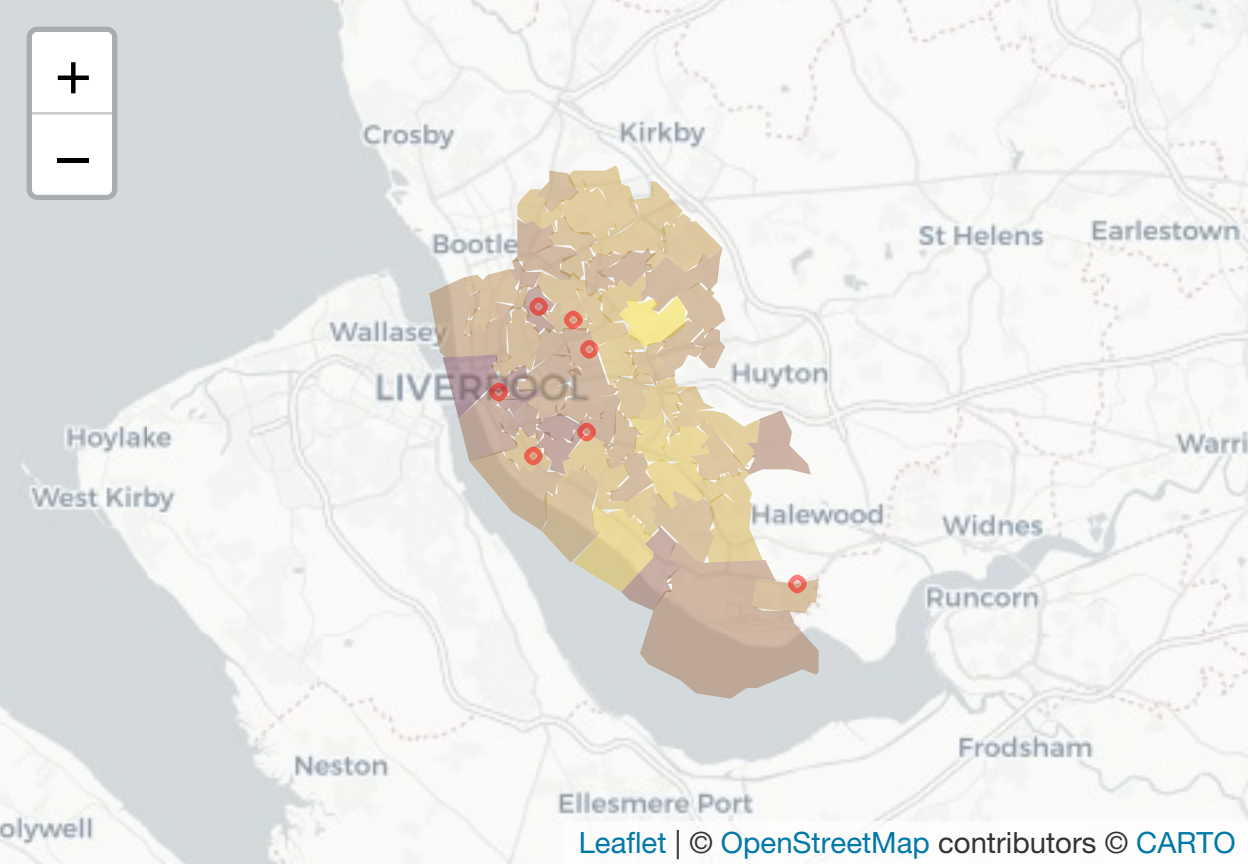 +
−
Crosby
Kirkby
St Helens
Earlestown
Bootle
Wallasey
Huyton
LIVERPOOL
Hoylake
Warri
West Kirby
Halewood
Widnes
Runcorn
Frodsham
Neston
Ellesmere Port
olywell
Leaflet | © OpenStreetMap contributors © CARTO